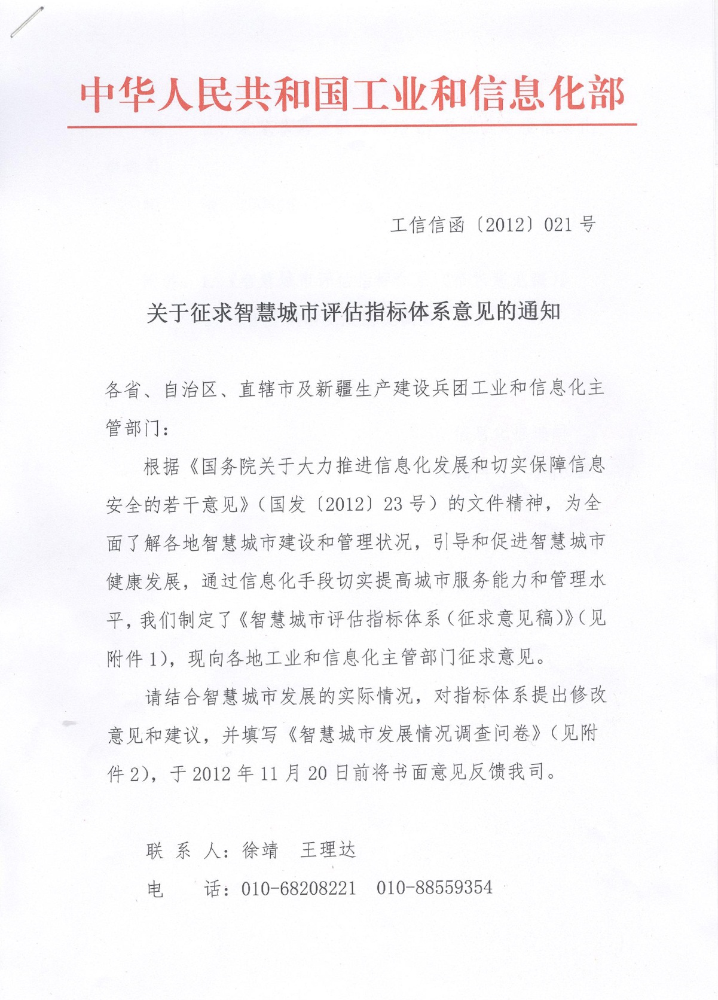 中华人民共和国工业和信息化部
工信信函〔2012〕021号
关于征求智慧城市评估指标体系意见的通知
各省、自治区、直辖市及新疆生产建设兵团工业和信息化主
管部门：
根据《国务院关于大力推进信息化发展和切实保障信息
安全的若干意见》（国发〔2012〕23号）的文件精神，为全
面了解各地智慧城市建设和管理状况，引导和促进智慧城市
健康发展，通过信息化手段切实提高城市服务能力和管理水
平，我们制定了《智慧城市评估指标体系（征求意见稿）》（见
附件1），现向各地工业和信息化主管部门征求意见。
请结合智慧城市发展的实际情况，对指标体系提出修改
意见和建议，并填写《智慧城市发展情况调查问卷》（见附
件2），于2012年11月20日前将书面意见反馈我司。
联 系 人：徐靖 王理达
电 话：010-68208221 010-88559354